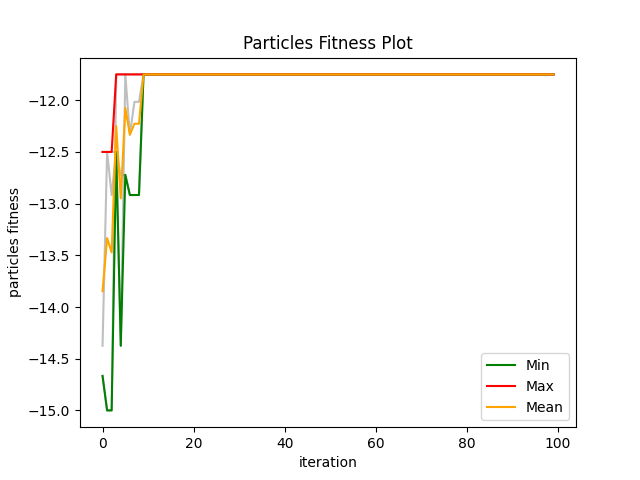 Particles Fitness Plot
particles fitness
−12.0
−12.5
−13.0
−13.5
−14.0
−14.5
−15.0
Min
Max
Mean
0 20 40 60 80 100
iteration